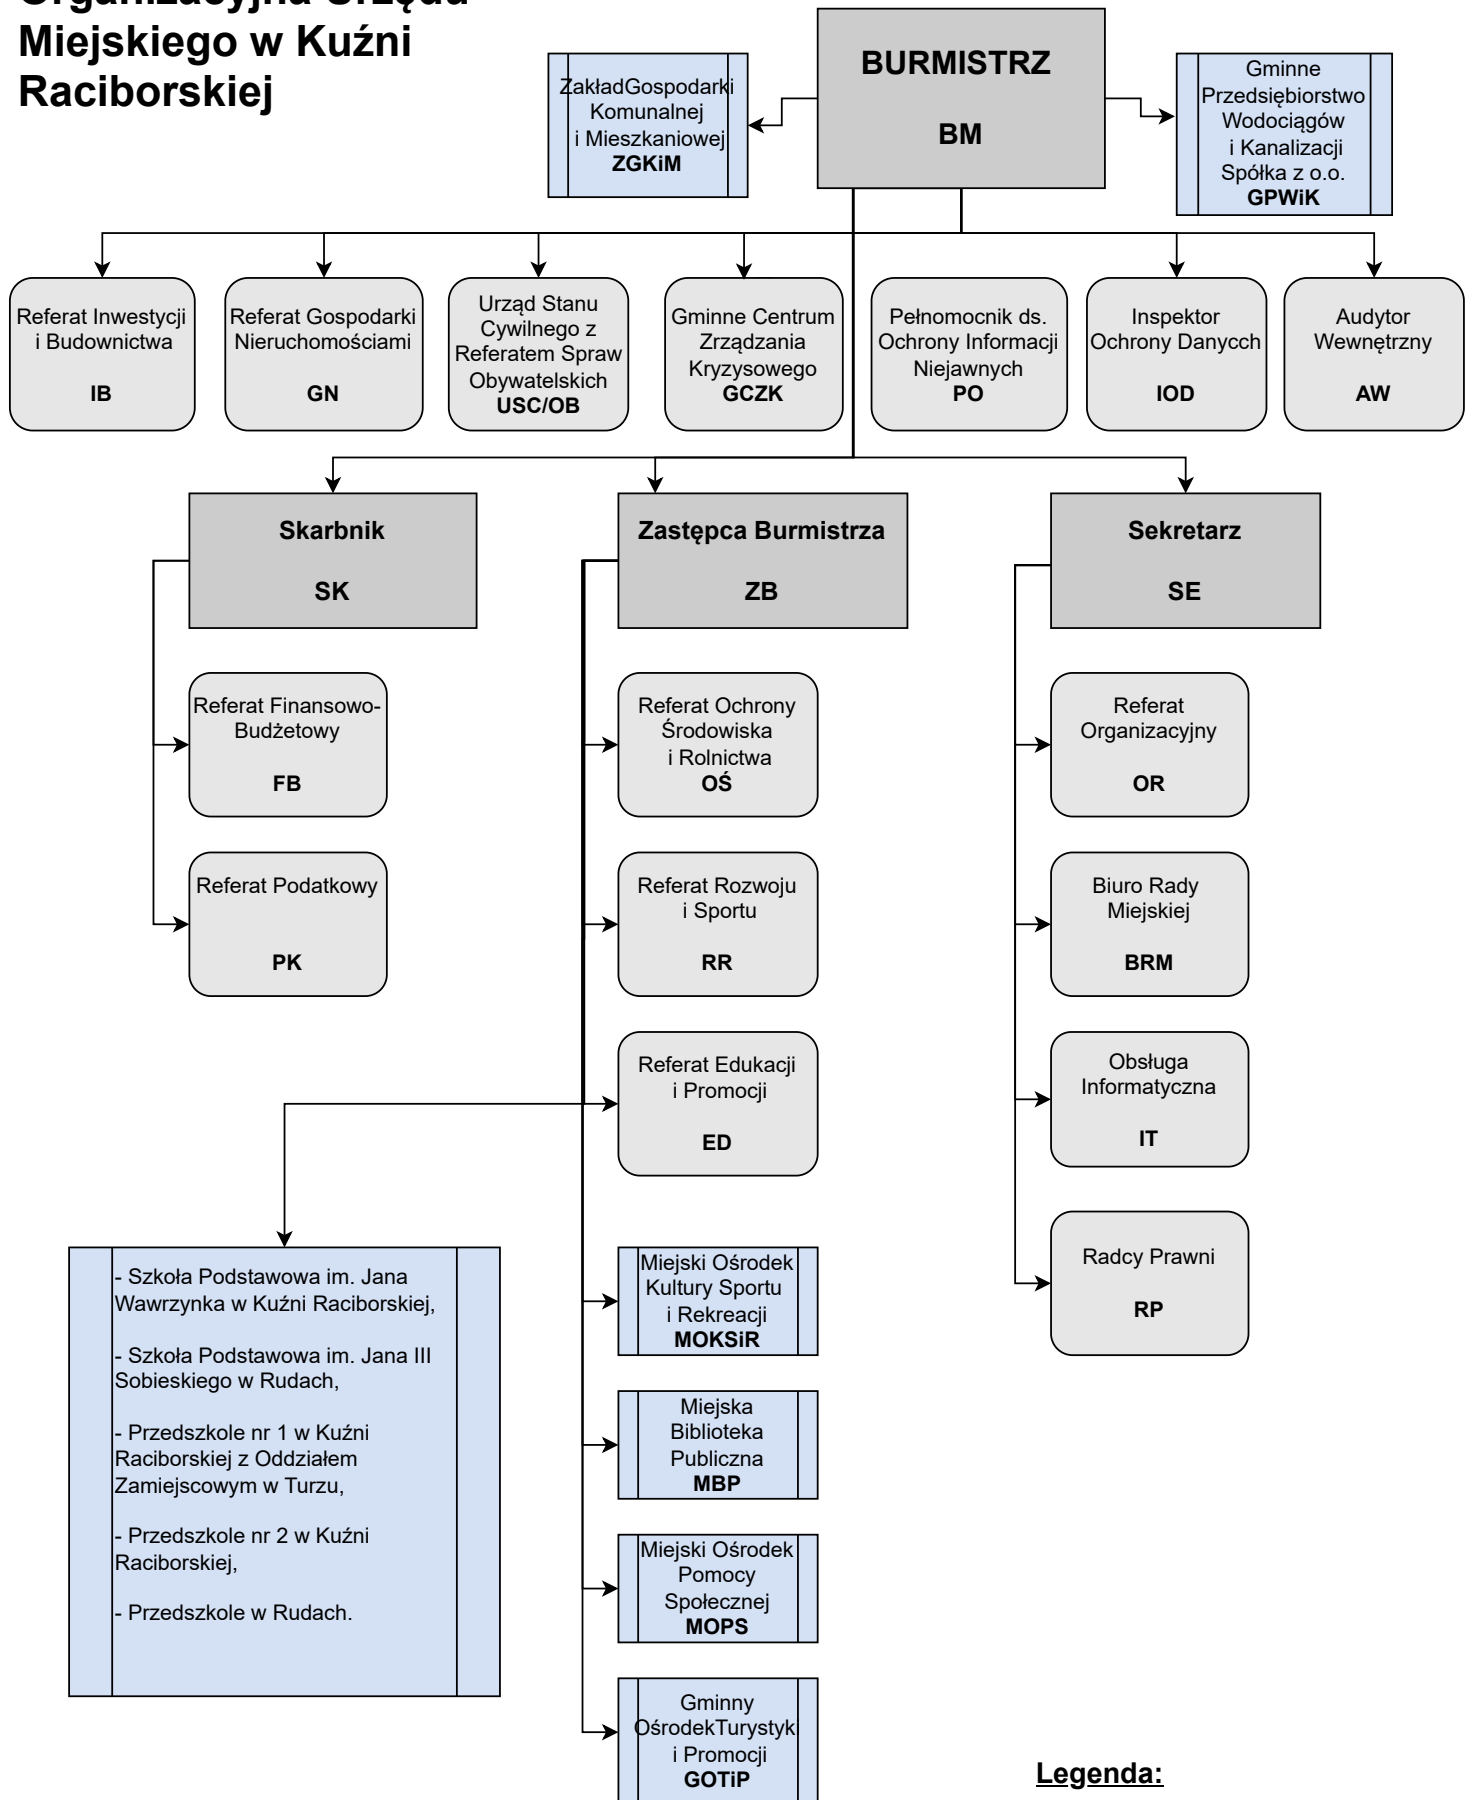 Organizacyjna Urzędu
Miejskiego w Kuźni
Raciborskiej
ZakładGospodarki
Komunalnej
i Mieszkaniowej
ZGKiM
BURMISTRZ
BM
Gminne
Przedsiębiorstwo
Wodociągów
i Kanalizacji
Spółka z o.o.
GPWiK
Referat Inwestycji
i Budownictwa
IB
Referat Gospodarki
Nieruchomościami
GN
Urząd Stanu
Cywilnego z
Referatem Spraw
Obywatelskich
USC/OB
Gminne Centrum
Zrządzania
Kryzysowego
GCZK
Pełnomocnik ds.
Ochrony Informacji
Niejawnych
PO
Inspektor
Ochrony Danycch
IOD
Audytor
Wewnętrzny
AW
Skarbnik
SK
Zastępca Burmistrza
ZB
Sekretarz
SE
Referat Finansowo-
Budżetowy
FB
Referat Ochrony
Środowiska
i Rolnictwa
OŚ
Referat
Organizacyjny
OR
Referat Podatkowy
PK
Referat Rozwoju
i Sportu
RR
Biuro Rady
Miejskiej
BRM
Referat Edukacji
i Promocji
ED
Obsługa
Informatyczna
IT
Radcy Prawni
RP
- Szkoła Podstawowa im. Jana
Wawrzynka w Kuźni Raciborskiej,
- Szkoła Podstawowa im. Jana III
Sobieskiego w Rudach,
- Przedszkole nr 1 w Kuźni
Raciborskiej z Oddziałem
Zamiejscowym w Turzu,
- Przedszkole nr 2 w Kuźni
Raciborskiej,
- Przedszkole w Rudach.
Miejski Ośrodek
Kultury Sportu
i Rekreacji
MOKSiR
Miejska
Biblioteka
Publiczna
MBP
Miejski Ośrodek
Pomocy
Społecznej
MOPS
Gminny
OśrodekTurystyki
i Promocji
GOTiP
Legenda: